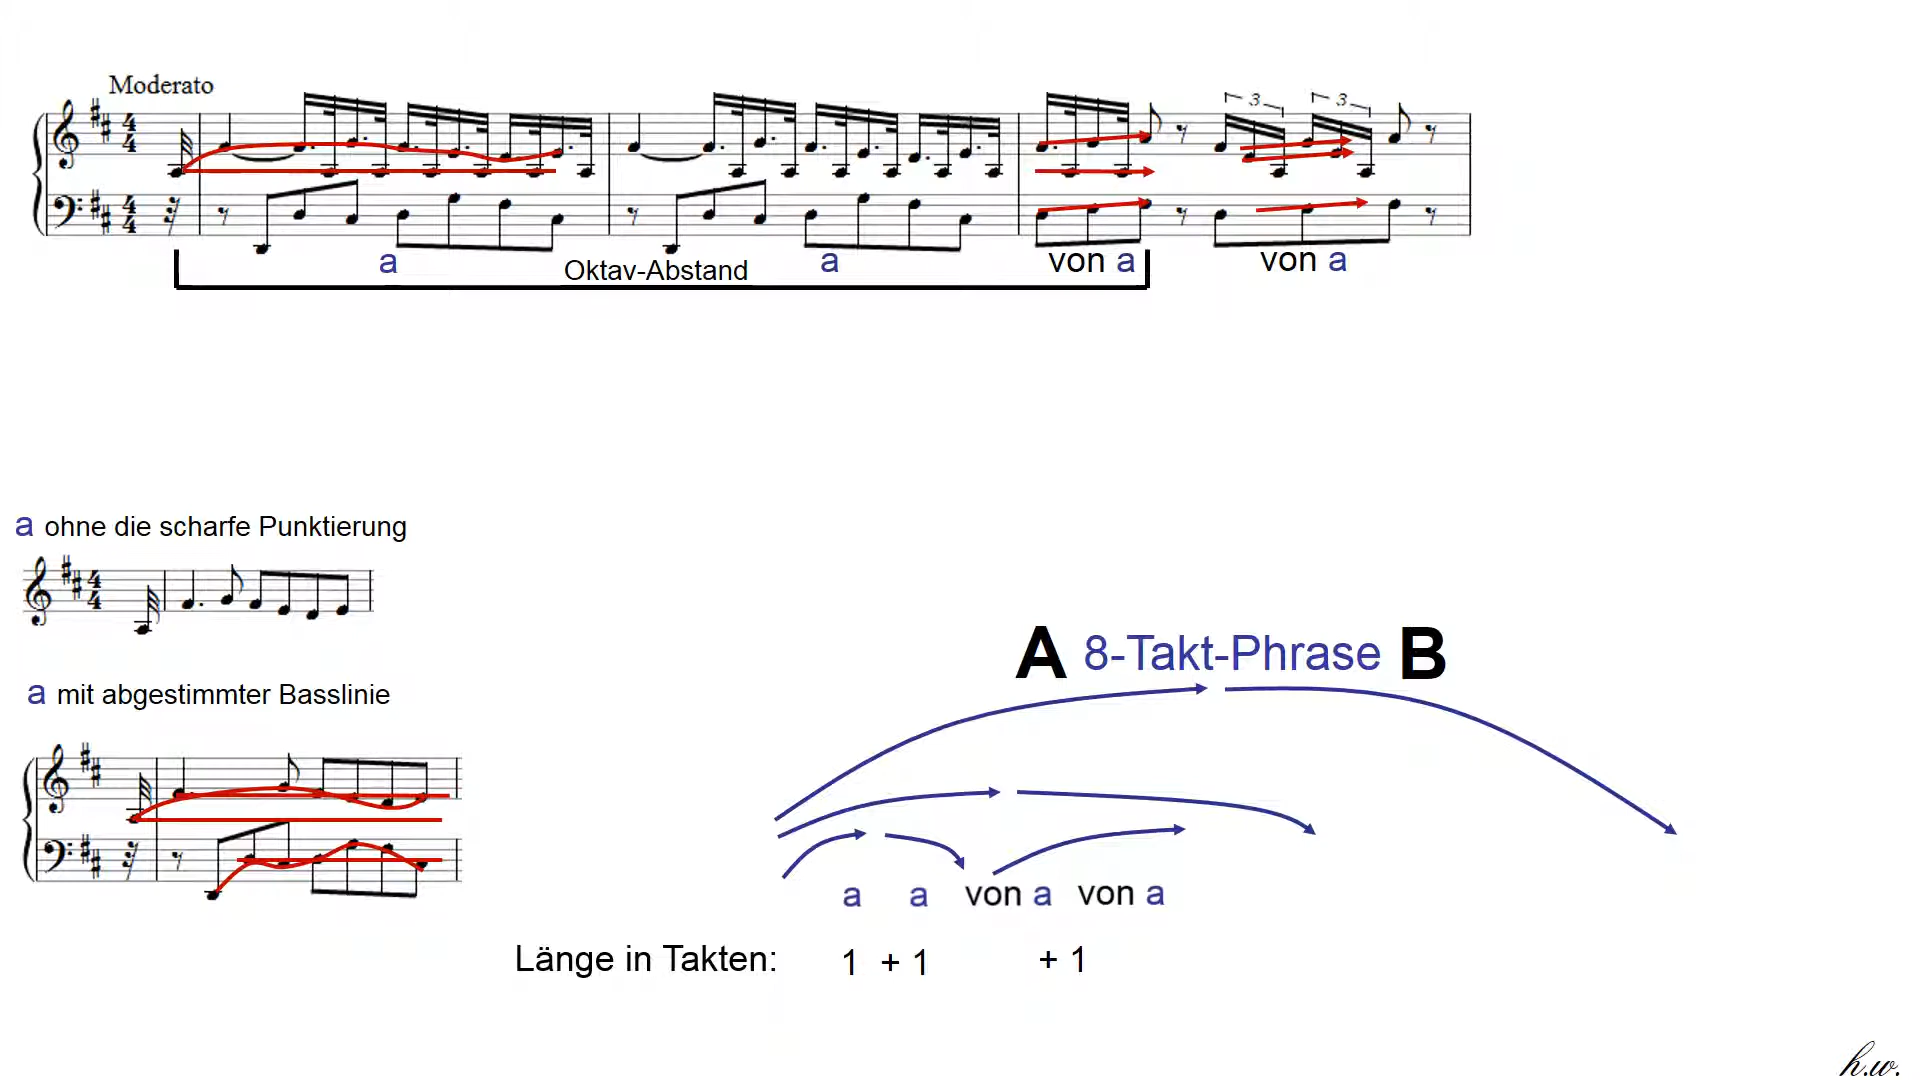 Moderato
3 3
a Oktav-Abstand a von a von a
a ohne die scharfe Punktierung
a mit abgestimmter Basslinie
A 8-Takt-Phrase B
a a von a von a
Länge in Takten: 1 + 1 + 1
h.w.